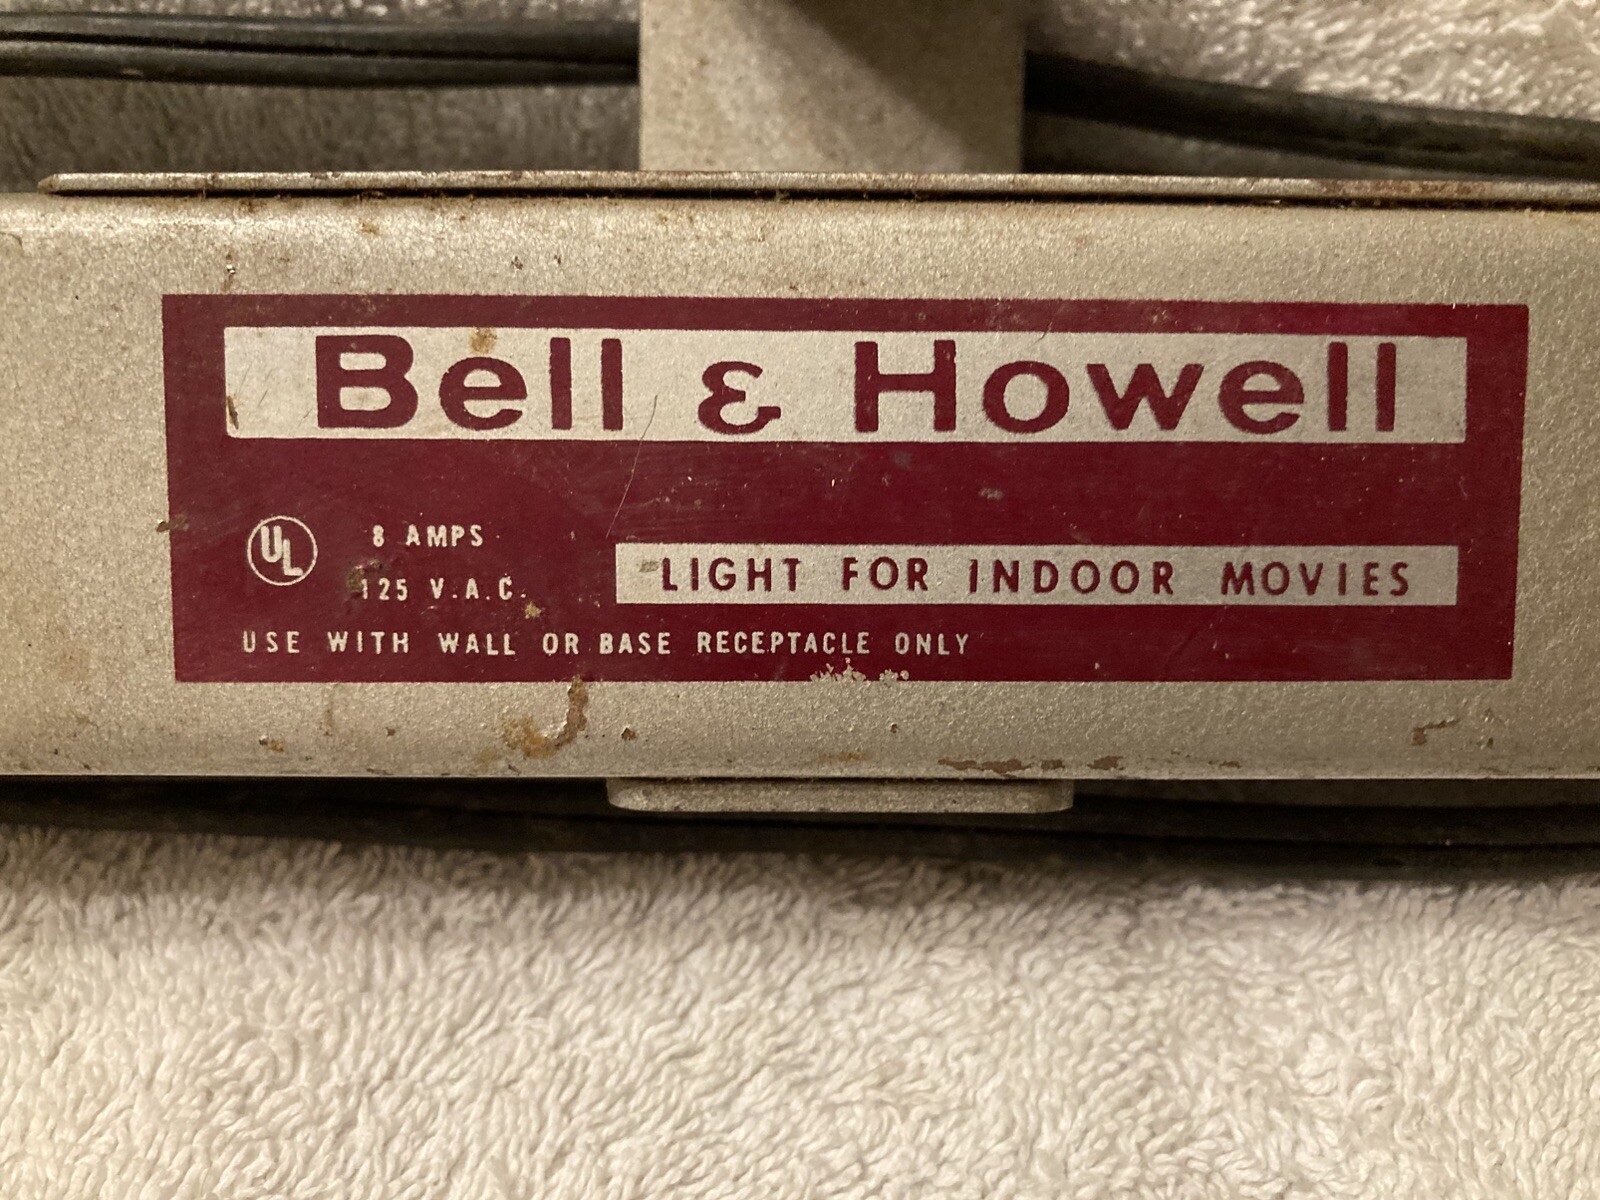 Bell & Howell
UL
8 AMPS
125 V.A.C.
LIGHT FOR INDOOR MOVIES
USE WITH WALL OR BASE RECEPTACLE ONLY